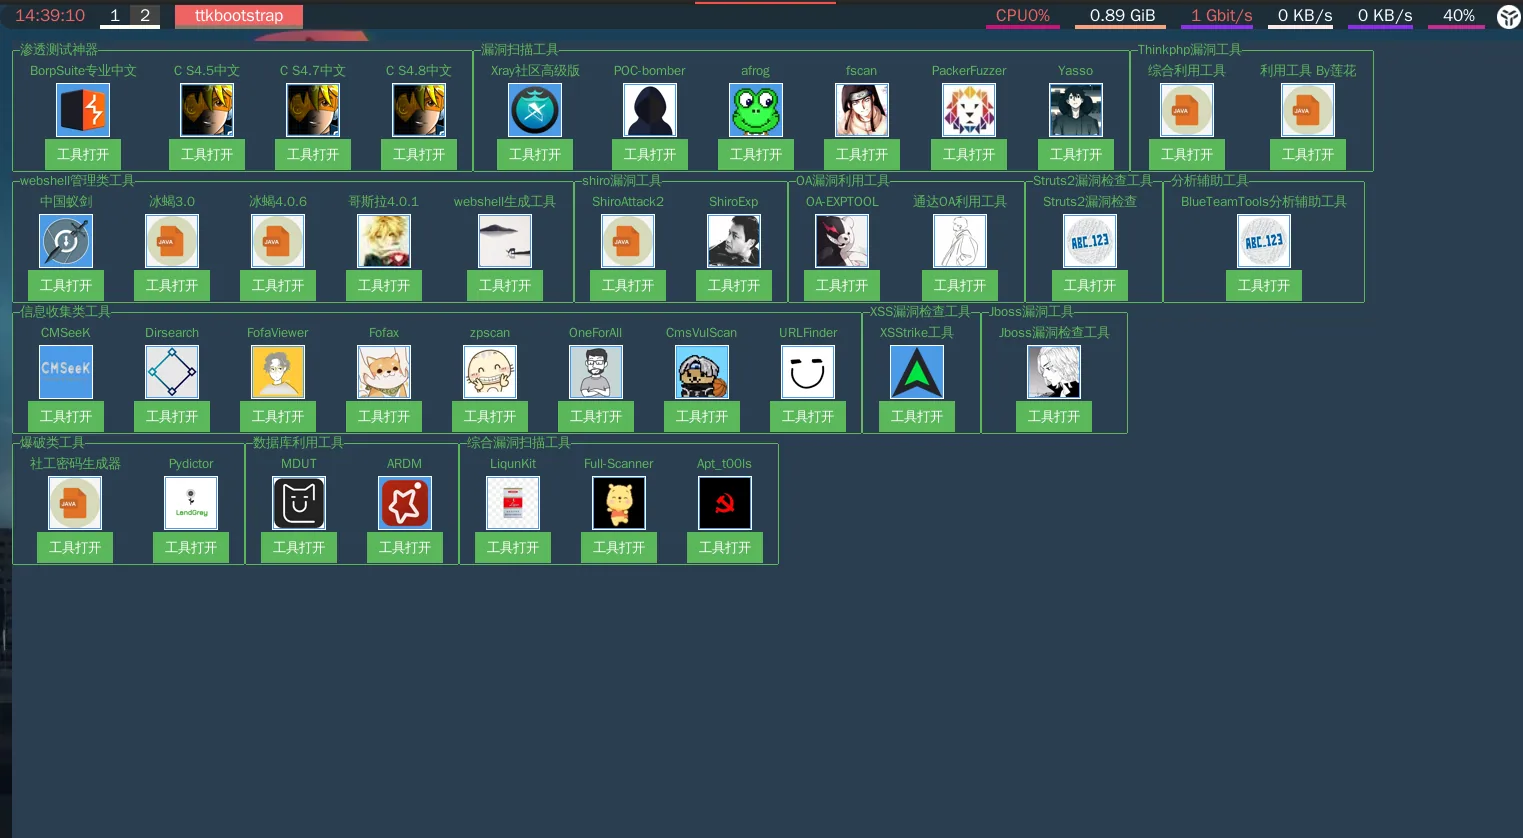 14:39:10 1 2 ttkbootstrap CPU0% 0.89 GiB 1 Gbit/s 0 KB/s 0 KB/s 40%
渗透测试神器 漏洞扫描工具 Thinkphp漏洞工具
BorpSuite专业中文 C S4.5中文 C S4.7中文 C S4.8中文 Xray社区高级版 POC-bomber afrog fscan PackerFuzzer Yasso 综合利用工具 利用工具 By莲花
JAVA JAVA
工具打开 工具打开 工具打开 工具打开 工具打开 工具打开 工具打开 工具打开 工具打开 工具打开 工具打开 工具打开
webshell管理类工具 shiro漏洞工具 OA漏洞利用工具 Struts2漏洞检查工具 分析辅助工具
中国蚁剑 冰蝎3.0 冰蝎4.0.6 哥斯拉4.0.1 webshell生成工具 ShiroAttack2 ShiroExp OA-EXPTOOL 通达OA利用工具 Struts2漏洞检查 BlueTeamTools分析辅助工具
JAVA JAVA JAVA ABC_123 ABC_123
工具打开 工具打开 工具打开 工具打开 工具打开 工具打开 工具打开 工具打开 工具打开 工具打开 工具打开
信息收集类工具 XSS漏洞检查工具 Jboss漏洞工具
CMSeeK Dirsearch FofaViewer Fofax zpscan OneForAll CmsVulScan URLFinder XSStrike工具 Jboss漏洞检查工具
CMSeeK
工具打开 工具打开 工具打开 工具打开 工具打开 工具打开 工具打开 工具打开 工具打开 工具打开
爆破类工具 数据库利用工具 综合漏洞扫描工具
社工密码生成器 Pydictor MDUT ARDM LiqunKit Full-Scanner Apt_t00ls
JAVA LandGrey
工具打开 工具打开 工具打开 工具打开 工具打开 工具打开 工具打开